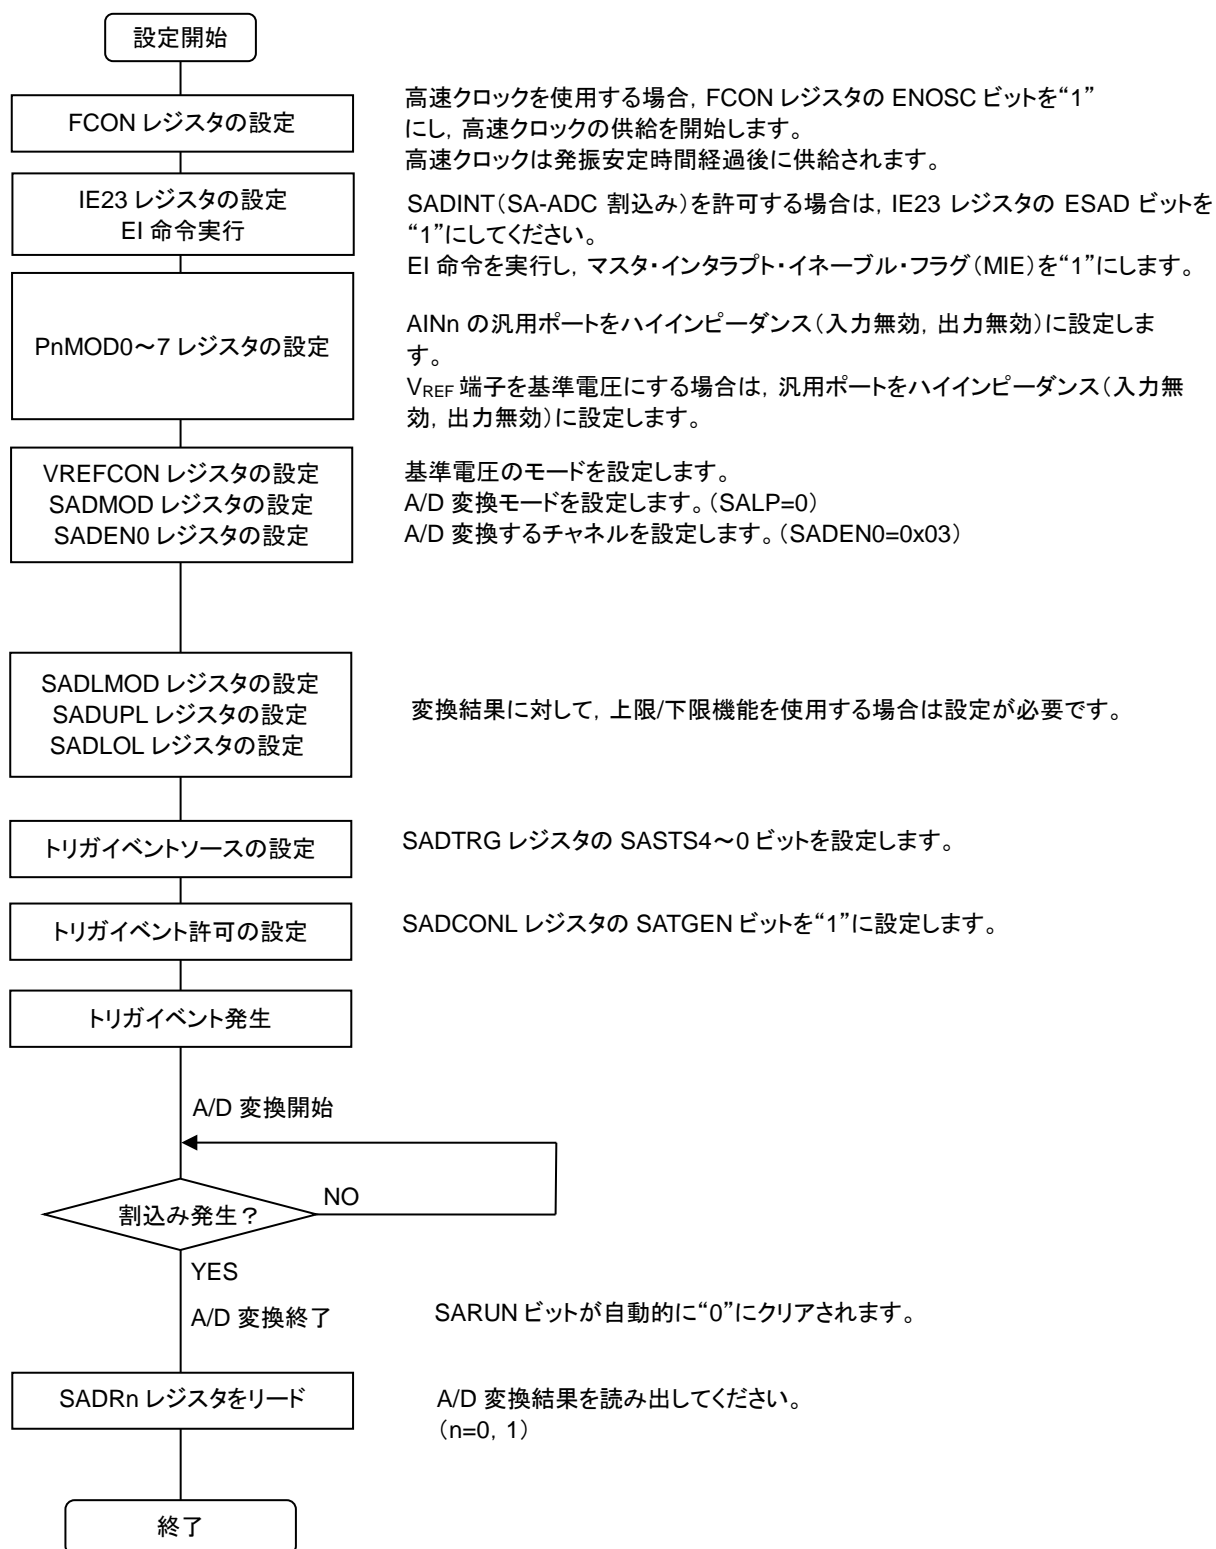 設定開始
FCON レジスタの設定
高速クロックを使用する場合，FCON レジスタの ENOSC ビットを“1”
にし，高速クロックの供給を開始します。
高速クロックは発振安定時間経過後に供給されます。
IE23 レジスタの設定
EI 命令実行
SADINT（SA-ADC 割込み）を許可する場合は，IE23 レジスタの ESAD ビットを
“1”にしてください。
EI 命令を実行し，マスタ・インタラプト・イネーブル・フラグ（MIE）を“1”にします。
PnMOD0～7 レジスタの設定
AINn の汎用ポートをハイインピーダンス（入力無効，出力無効）に設定しま
す。
VREF 端子を基準電圧にする場合は，汎用ポートをハイインピーダンス（入力無
効，出力無効）に設定します。
VREFCON レジスタの設定
SADMOD レジスタの設定
SADEN0 レジスタの設定
基準電圧のモードを設定します。
A/D 変換モードを設定します。（SALP=0）
A/D 変換するチャネルを設定します。（SADEN0=0x03）
SADLMOD レジスタの設定
SADUPL レジスタの設定
SADLOL レジスタの設定
変換結果に対して，上限/下限機能を使用する場合は設定が必要です。
トリガイベントソースの設定
SADTRG レジスタの SASTS4～0 ビットを設定します。
トリガイベント許可の設定
SADCONL レジスタの SATGEN ビットを“1”に設定します。
トリガイベント発生
A/D 変換開始
割込み発生？
NO
YES
A/D 変換終了
SARUN ビットが自動的に“0”にクリアされます。
SADRn レジスタをリード
A/D 変換結果を読み出してください。
（n=0，1）
終了